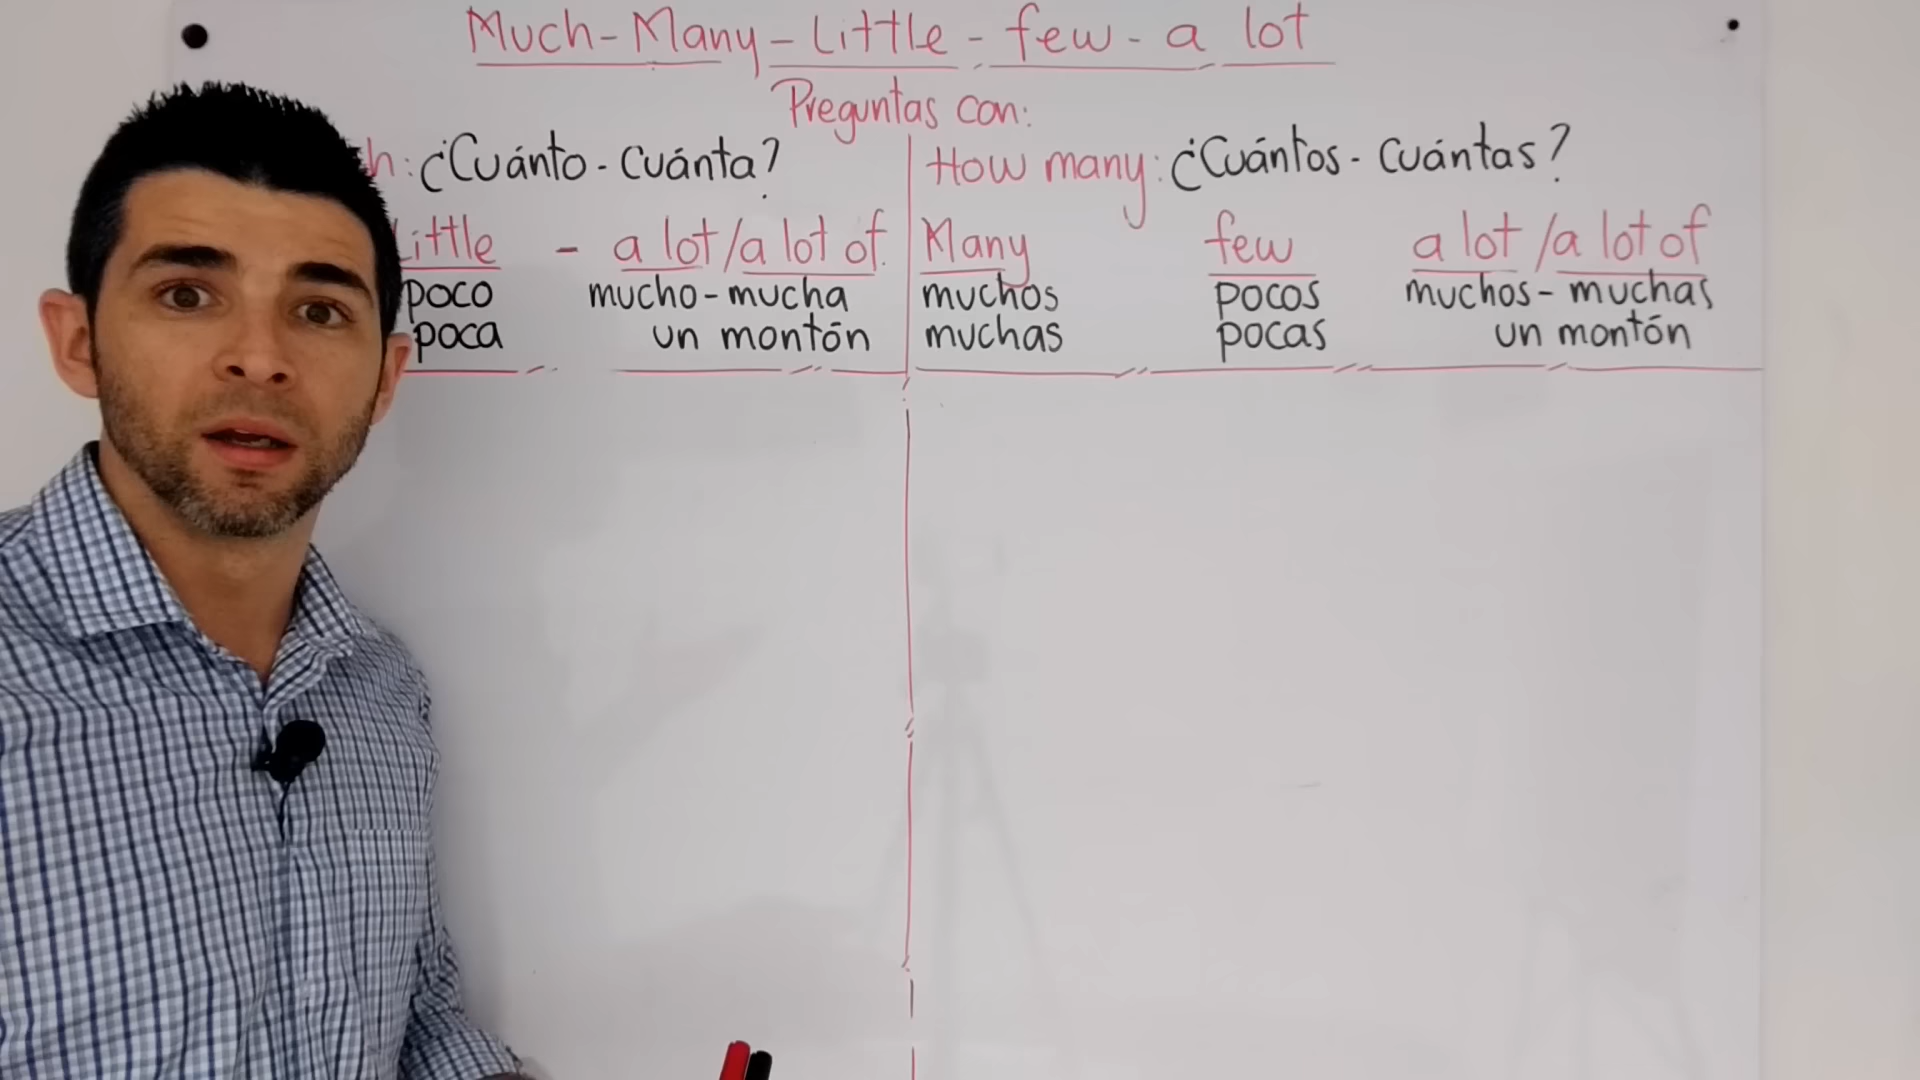 Much - Many - Little - few - a lot
Preguntas con:
h: ¿Cuánto - cuánta?
How many: ¿Cuántos - cuántas?
Little - a lot / a lot of
poco mucho - mucha
poca un montón
Many few a lot / a lot of
muchos pocos muchos - muchas
muchas pocas un montón